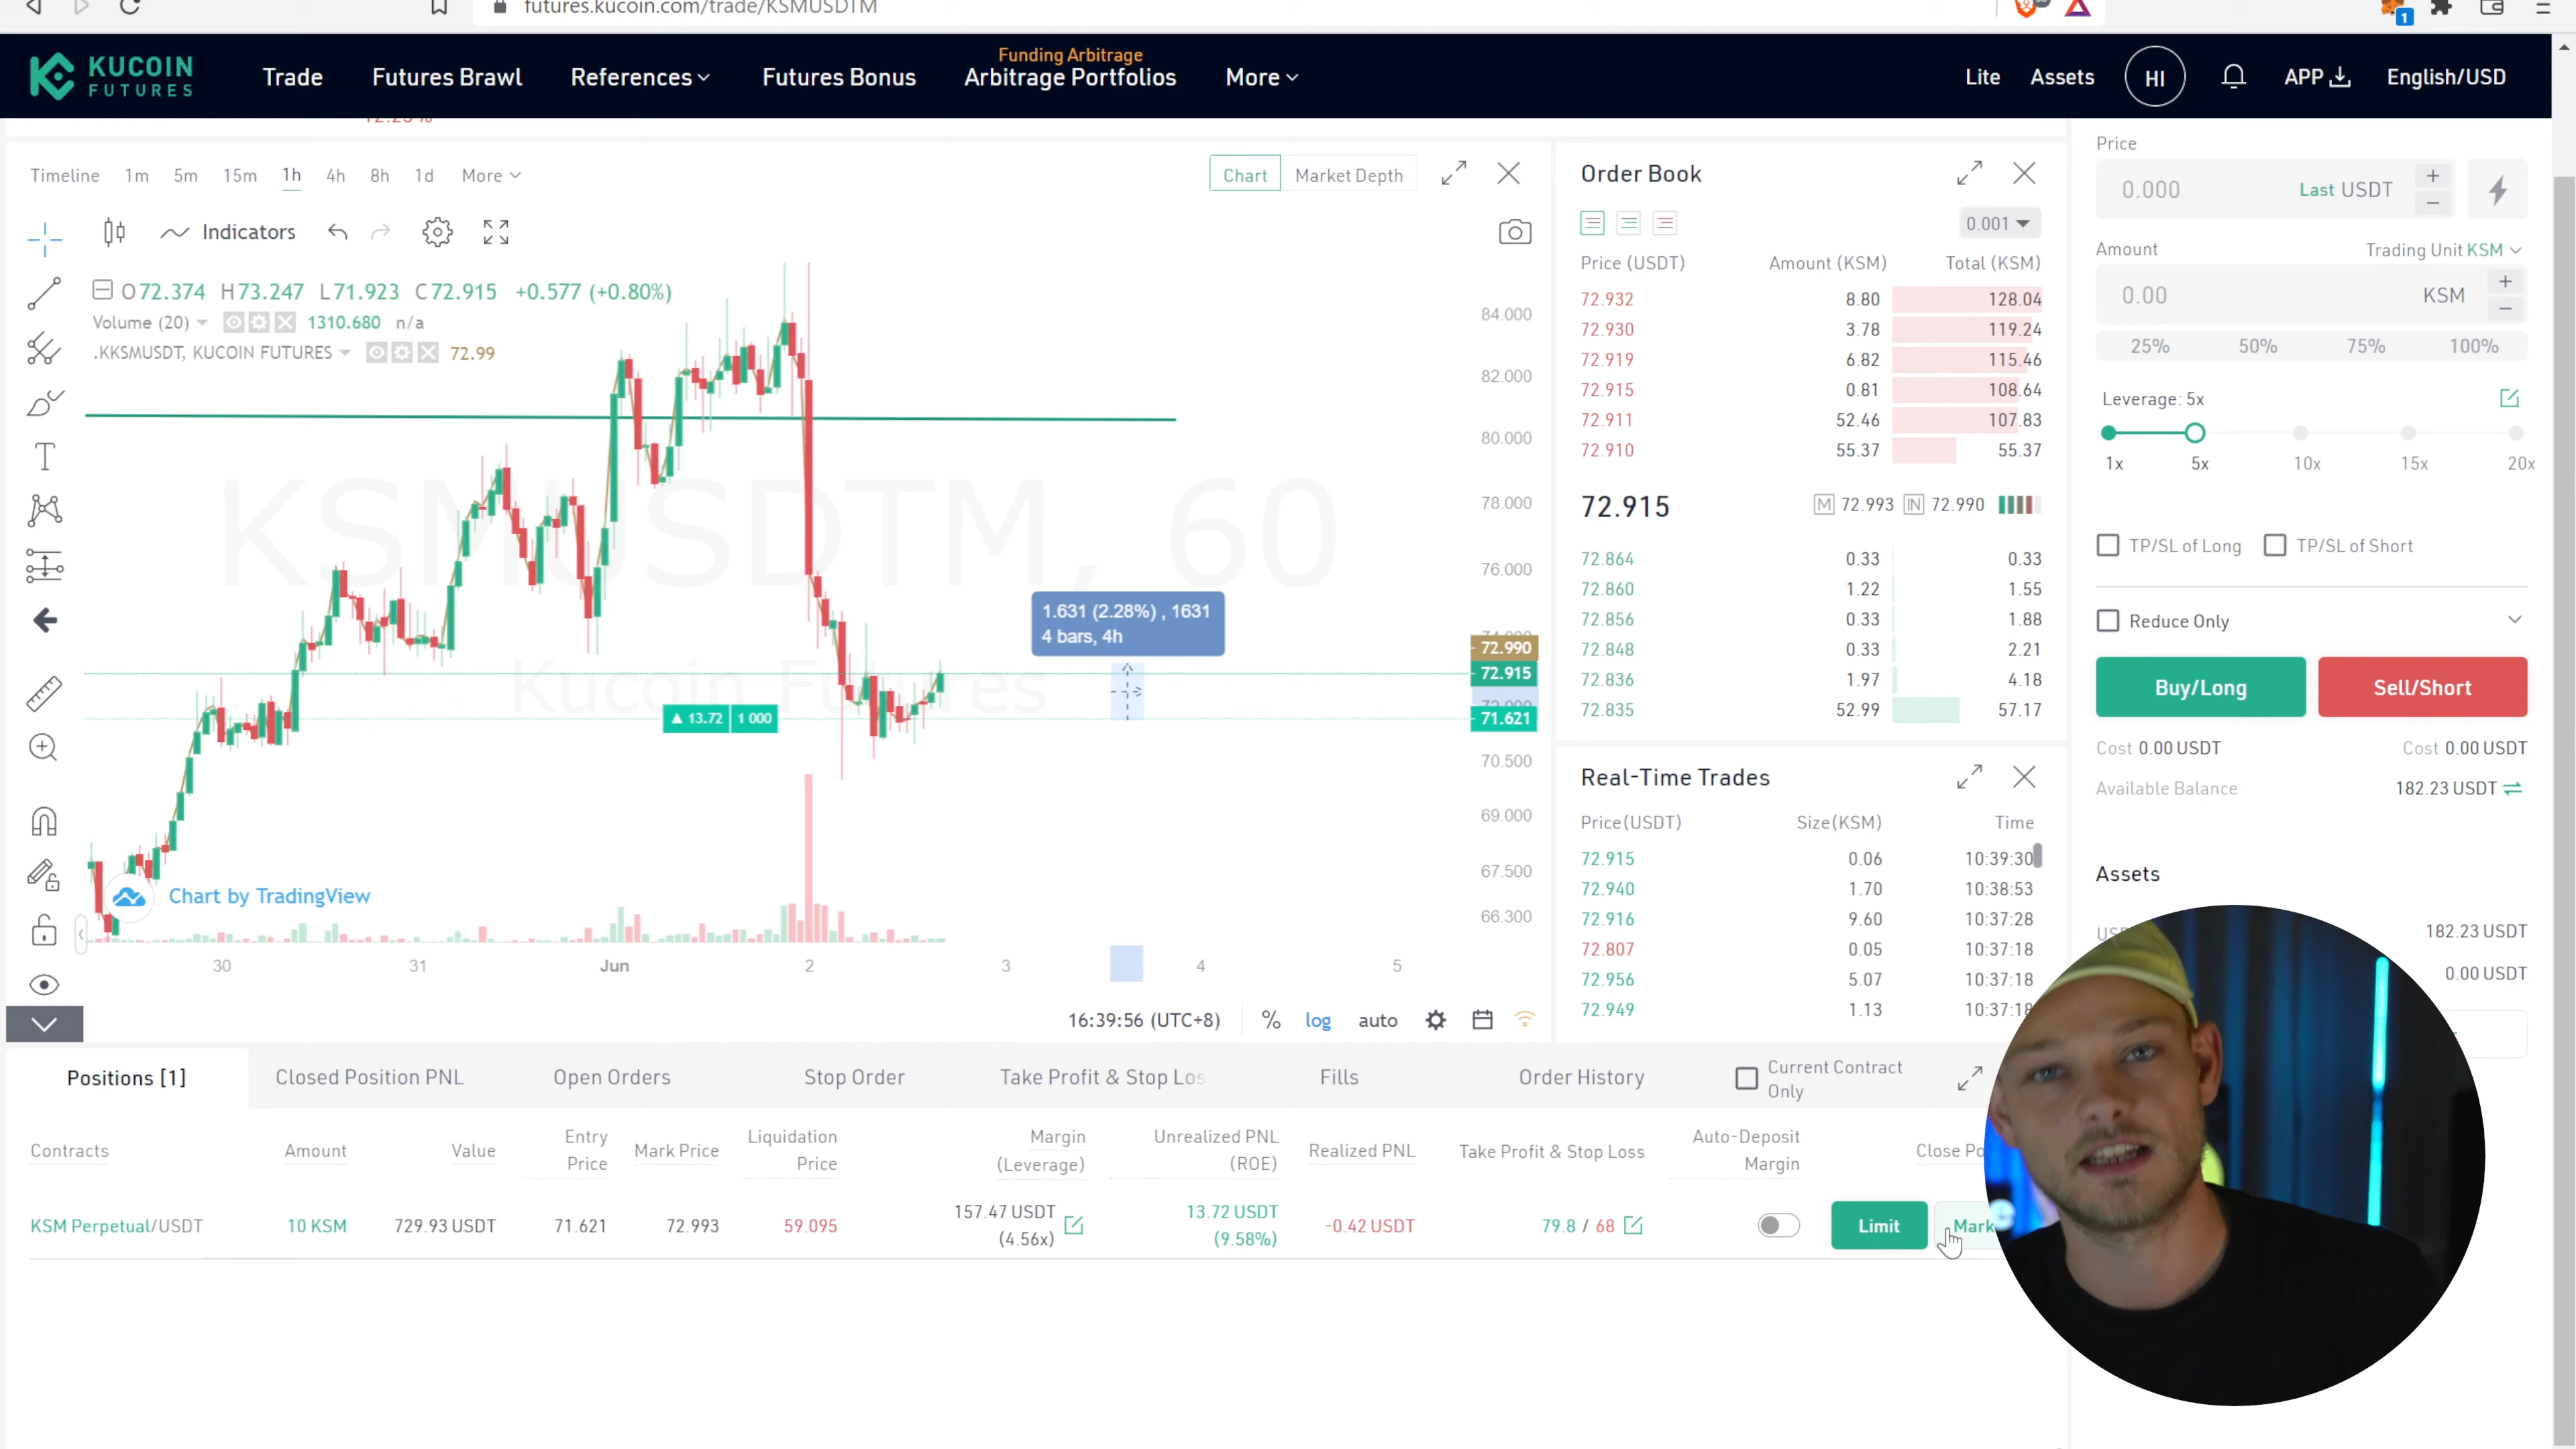 futures.kucoin.com/trade/KSMUSDTM
1
KUCOIN
FUTURES
Trade
Futures Brawl
References
Futures Bonus
Funding Arbitrage
Arbitrage Portfolios
More
Lite
Assets
HI
APP
English/USD
Timeline 1m 5m 15m 1h 4h 8h 1d More
Chart Market Depth
Indicators
O72.374 H73.247 L71.923 C72.915 +0.577 (+0.80%)
Volume (20) 1310.680 n/a
.KKSMUSDT, KUCOIN FUTURES 72.99
KSMUSDTM, 60
Kucoin Futures
1.631 (2.28%) , 1631
4 bars, 4h
▲ 13.72 1 000
84.000
82.000
80.000
78.000
76.000
72.990
72.915
71.621
70.500
69.000
67.500
66.300
Chart by TradingView
30 31 Jun 2 3 4 5
16:39:56 (UTC+8) % log auto
Order Book
0.001
Price (USDT) Amount (KSM) Total (KSM)
72.932 8.80 128.04
72.930 3.78 119.24
72.919 6.82 115.46
72.915 0.81 108.64
72.911 52.46 107.83
72.910 55.37 55.37
72.915 M 72.993 IN 72.990
72.864 0.33 0.33
72.860 1.22 1.55
72.856 0.33 1.88
72.848 0.33 2.21
72.836 1.97 4.18
72.835 52.99 57.17
Real-Time Trades
Price(USDT) Size(KSM) Time
72.915 0.06 10:39:30
72.940 1.70 10:38:53
72.916 9.60 10:37:28
72.807 0.05 10:37:18
72.956 5.07 10:37:18
72.949 1.13 10:37:18
Price
0.000 Last USDT
Amount Trading Unit KSM
0.00 KSM
25% 50% 75% 100%
Leverage: 5x
1x 5x 10x 15x 20x
TP/SL of Long TP/SL of Short
Reduce Only
Buy/Long Sell/Short
Cost 0.00 USDT Cost 0.00 USDT
Available Balance 182.23 USDT
Assets
182.23 USDT
0.00 USDT
Positions [1] Closed Position PNL Open Orders Stop Order Take Profit & Stop Los Fills Order History
Current Contract
Only
Contracts Amount Value Entry Price Mark Price Liquidation Price Margin (Leverage) Unrealized PNL (ROE) Realized PNL Take Profit & Stop Loss Auto-Deposit Margin Close Po
KSM Perpetual/USDT 10 KSM 729.93 USDT 71.621 72.993 59.095 157.47 USDT (4.56x) 13.72 USDT (9.58%) -0.42 USDT 79.8 / 68 Limit Mark